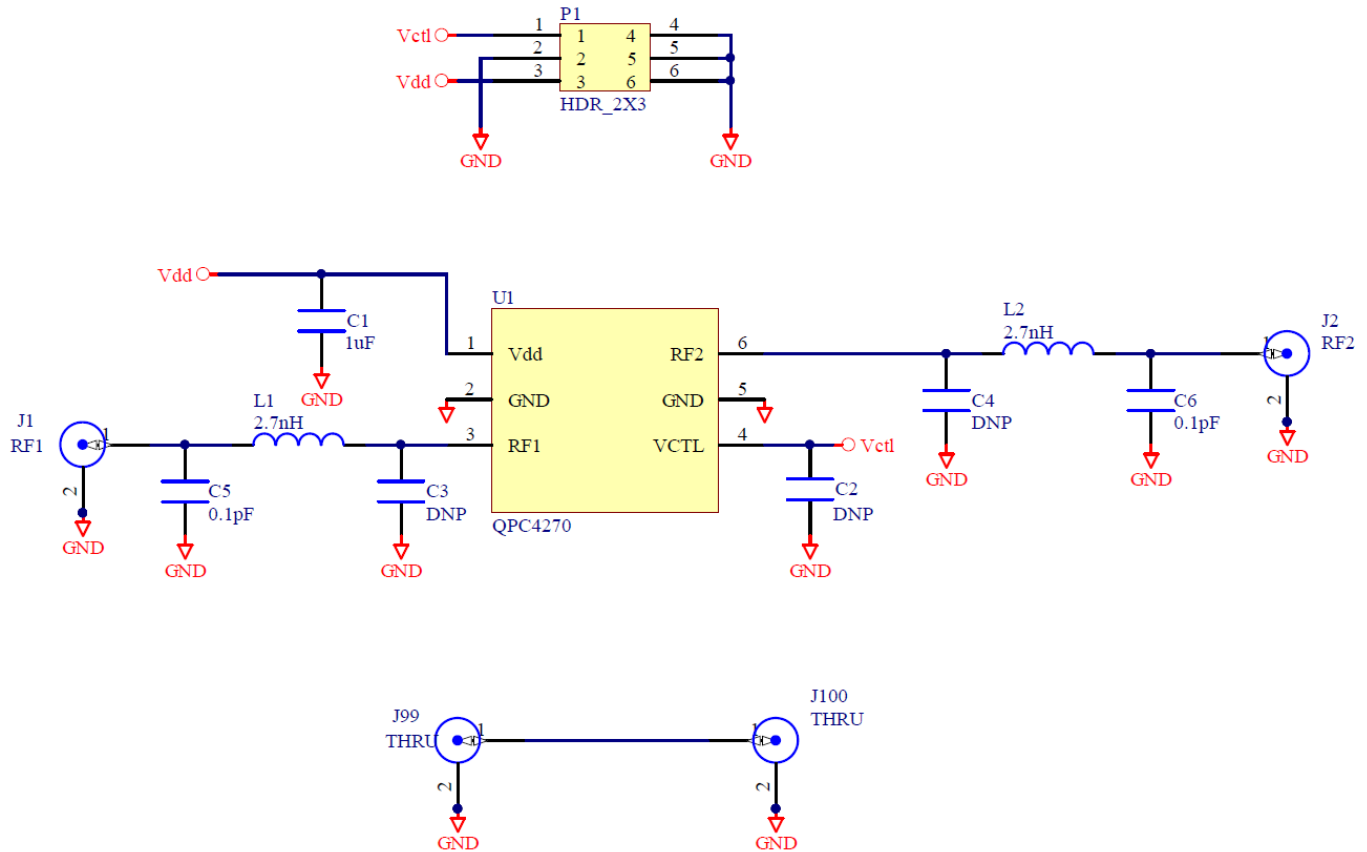 P1
Vctl 1 1 4 4
2 2 5 5
Vdd 3 3 6 6
HDR_2X3
GND GND
Vdd
C1
1uF
GND
U1
1 Vdd RF2 6
2 GND GND 5
3 RF1 VCTL 4
QPC4270
L2
2.7nH
J2
RF2
1
2
GND
C4
DNP
GND
C6
0.1pF
GND
J1
RF1
1
2
GND
L1
2.7nH
C5
0.1pF
GND
C3
DNP
GND
Vctl
C2
DNP
GND
J99
THRU
1
2
GND
J100
THRU
1
2
GND